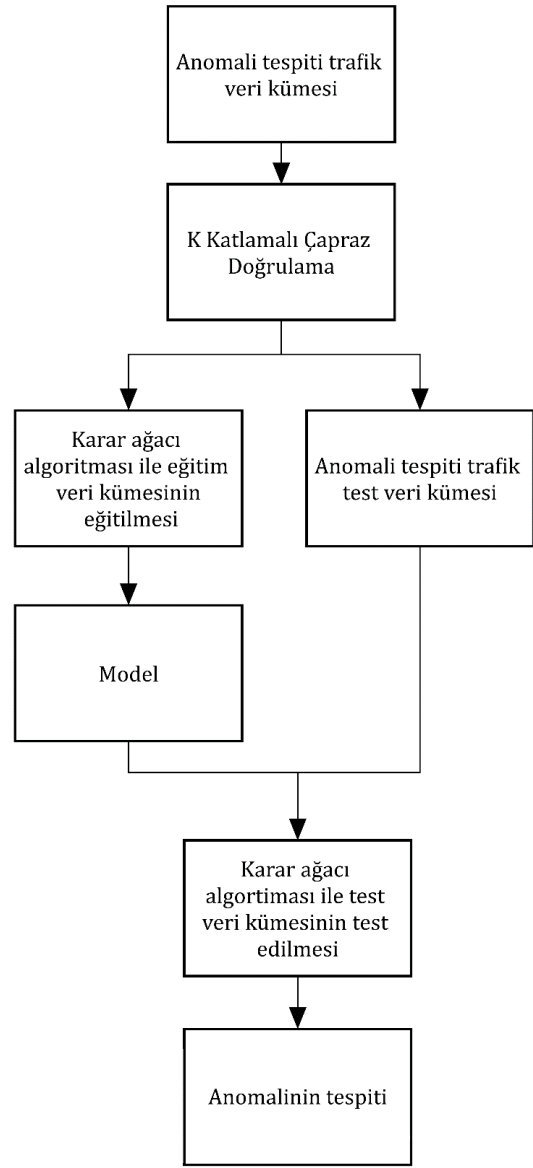 Anomali tespiti trafik
veri kümesi
K Katlamalı Çapraz
Doğrulama
Karar ağacı
algoritması ile eğitim
veri kümesinin
eğitilmesi
Anomali tespiti trafik
test veri kümesi
Model
Karar ağacı
algortiması ile test
veri kümesinin test
edilmesi
Anomalinin tespiti